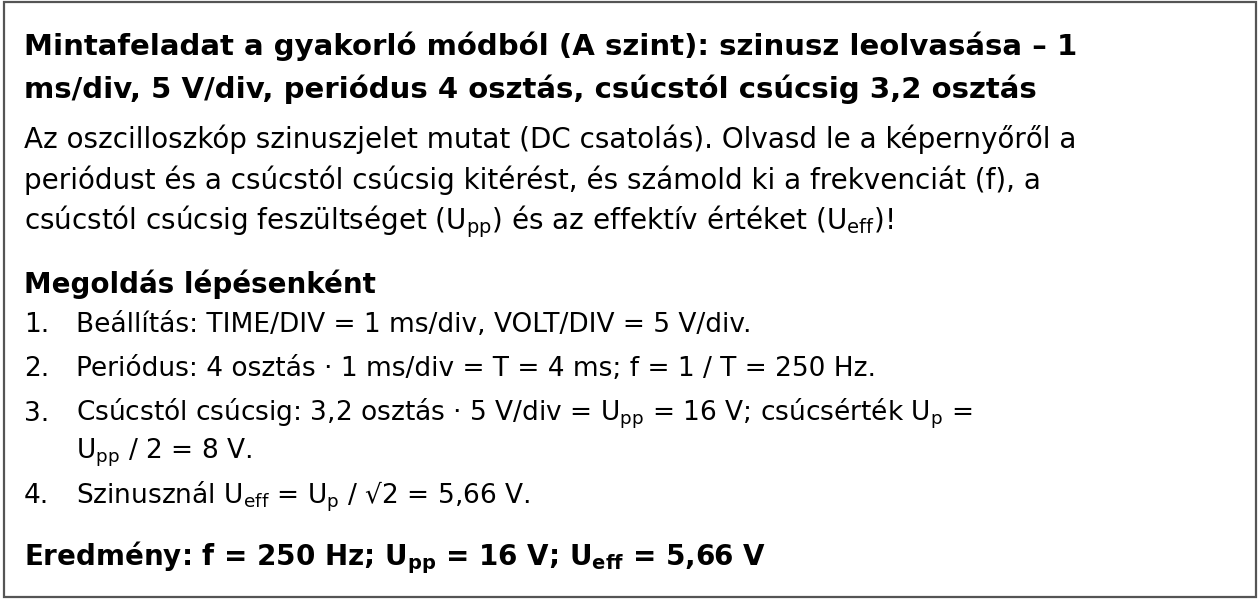 Mintafeladat a gyakorló módból (A szint): szinusz leolvasása – 1
ms/div, 5 V/div, periódus 4 osztás, csúcstól csúcsig 3,2 osztás
Az oszcilloszkóp szinuszjelet mutat (DC csatolás). Olvasd le a képernyőről a
periódust és a csúcstól csúcsig kitérést, és számold ki a frekvenciát (f), a
csúcstól csúcsig feszültséget (Upp) és az effektív értéket (Ueff)!
Megoldás lépésenként
1. Beállítás: TIME/DIV = 1 ms/div, VOLT/DIV = 5 V/div.
2. Periódus: 4 osztás · 1 ms/div = T = 4 ms; f = 1 / T = 250 Hz.
3. Csúcstól csúcsig: 3,2 osztás · 5 V/div = Upp = 16 V; csúcsérték Up =
Upp / 2 = 8 V.
4. Szinusznál Ueff = Up / √2 = 5,66 V.
Eredmény: f = 250 Hz; Upp = 16 V; Ueff = 5,66 V